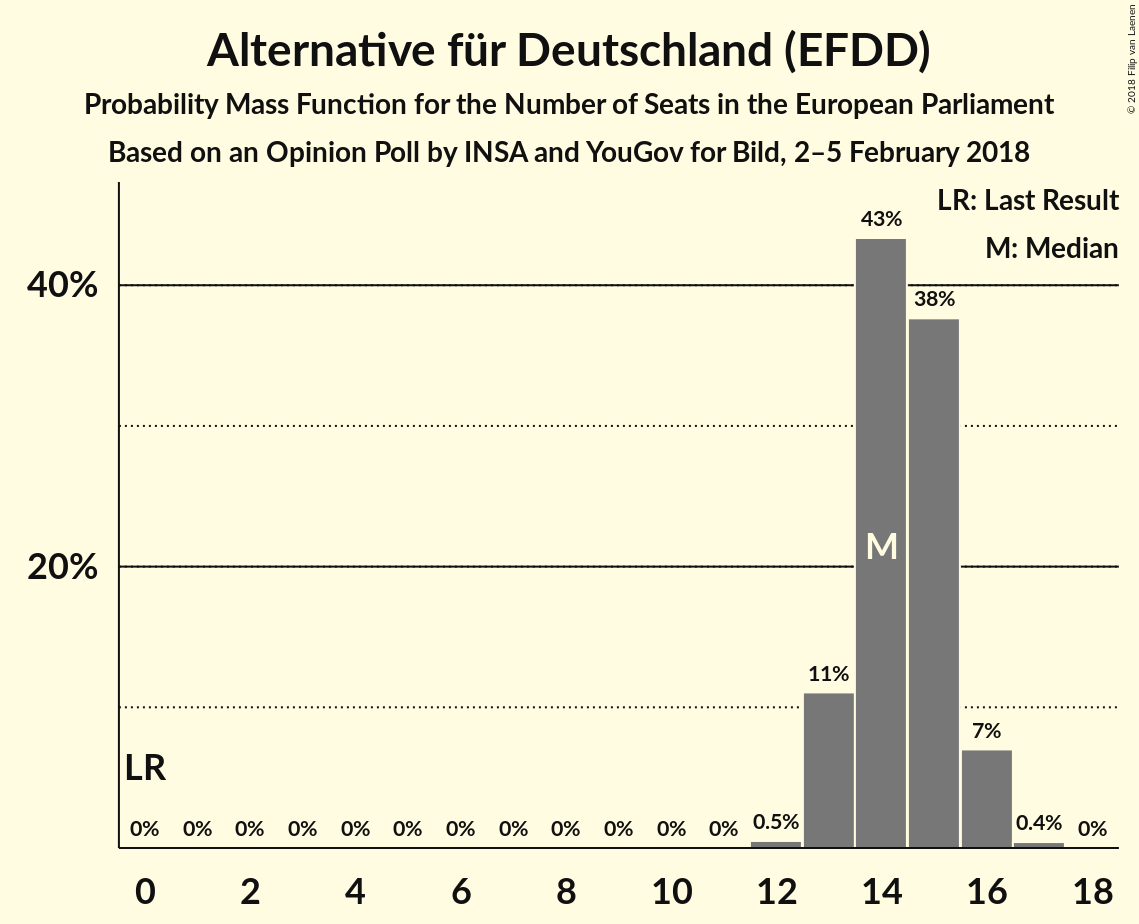 Alternative für Deutschland (EFDD)
Probability Mass Function for the Number of Seats in the European Parliament
Based on an Opinion Poll by INSA and YouGov for Bild, 2–5 February 2018
© 2018 Filip van Laenen
LR: Last Result
M: Median
43%
40%
38%
M
20%
11%
7%
LR
0% 0% 0% 0% 0% 0% 0% 0% 0% 0% 0% 0% 0.5% 0.4% 0%
0 2 4 6 8 10 12 14 16 18